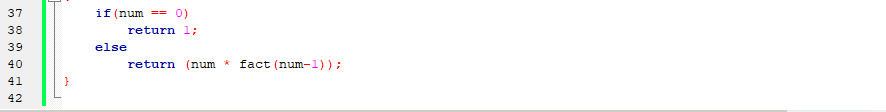 37 if(num == 0)
38 return 1;
39 else
40 return (num * fact(num-1));
41 }
42